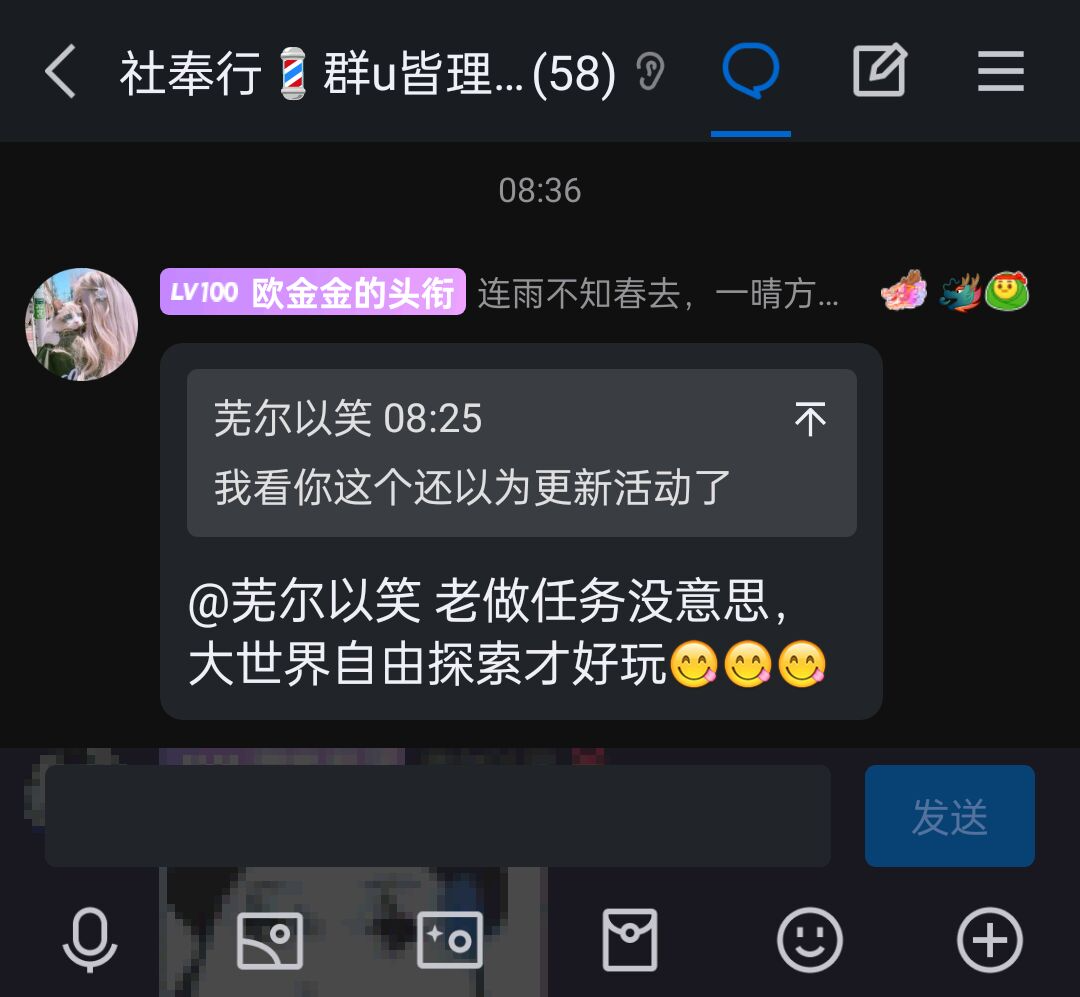 社奉行💈群u皆理...(58)
08:36
LV100 欧金金的头衔 连雨不知春去，一晴方...
芜尔以笑 08:25
我看你这个还以为更新活动了
@芜尔以笑 老做任务没意思，
大世界自由探索才好玩😋😋😋
发送